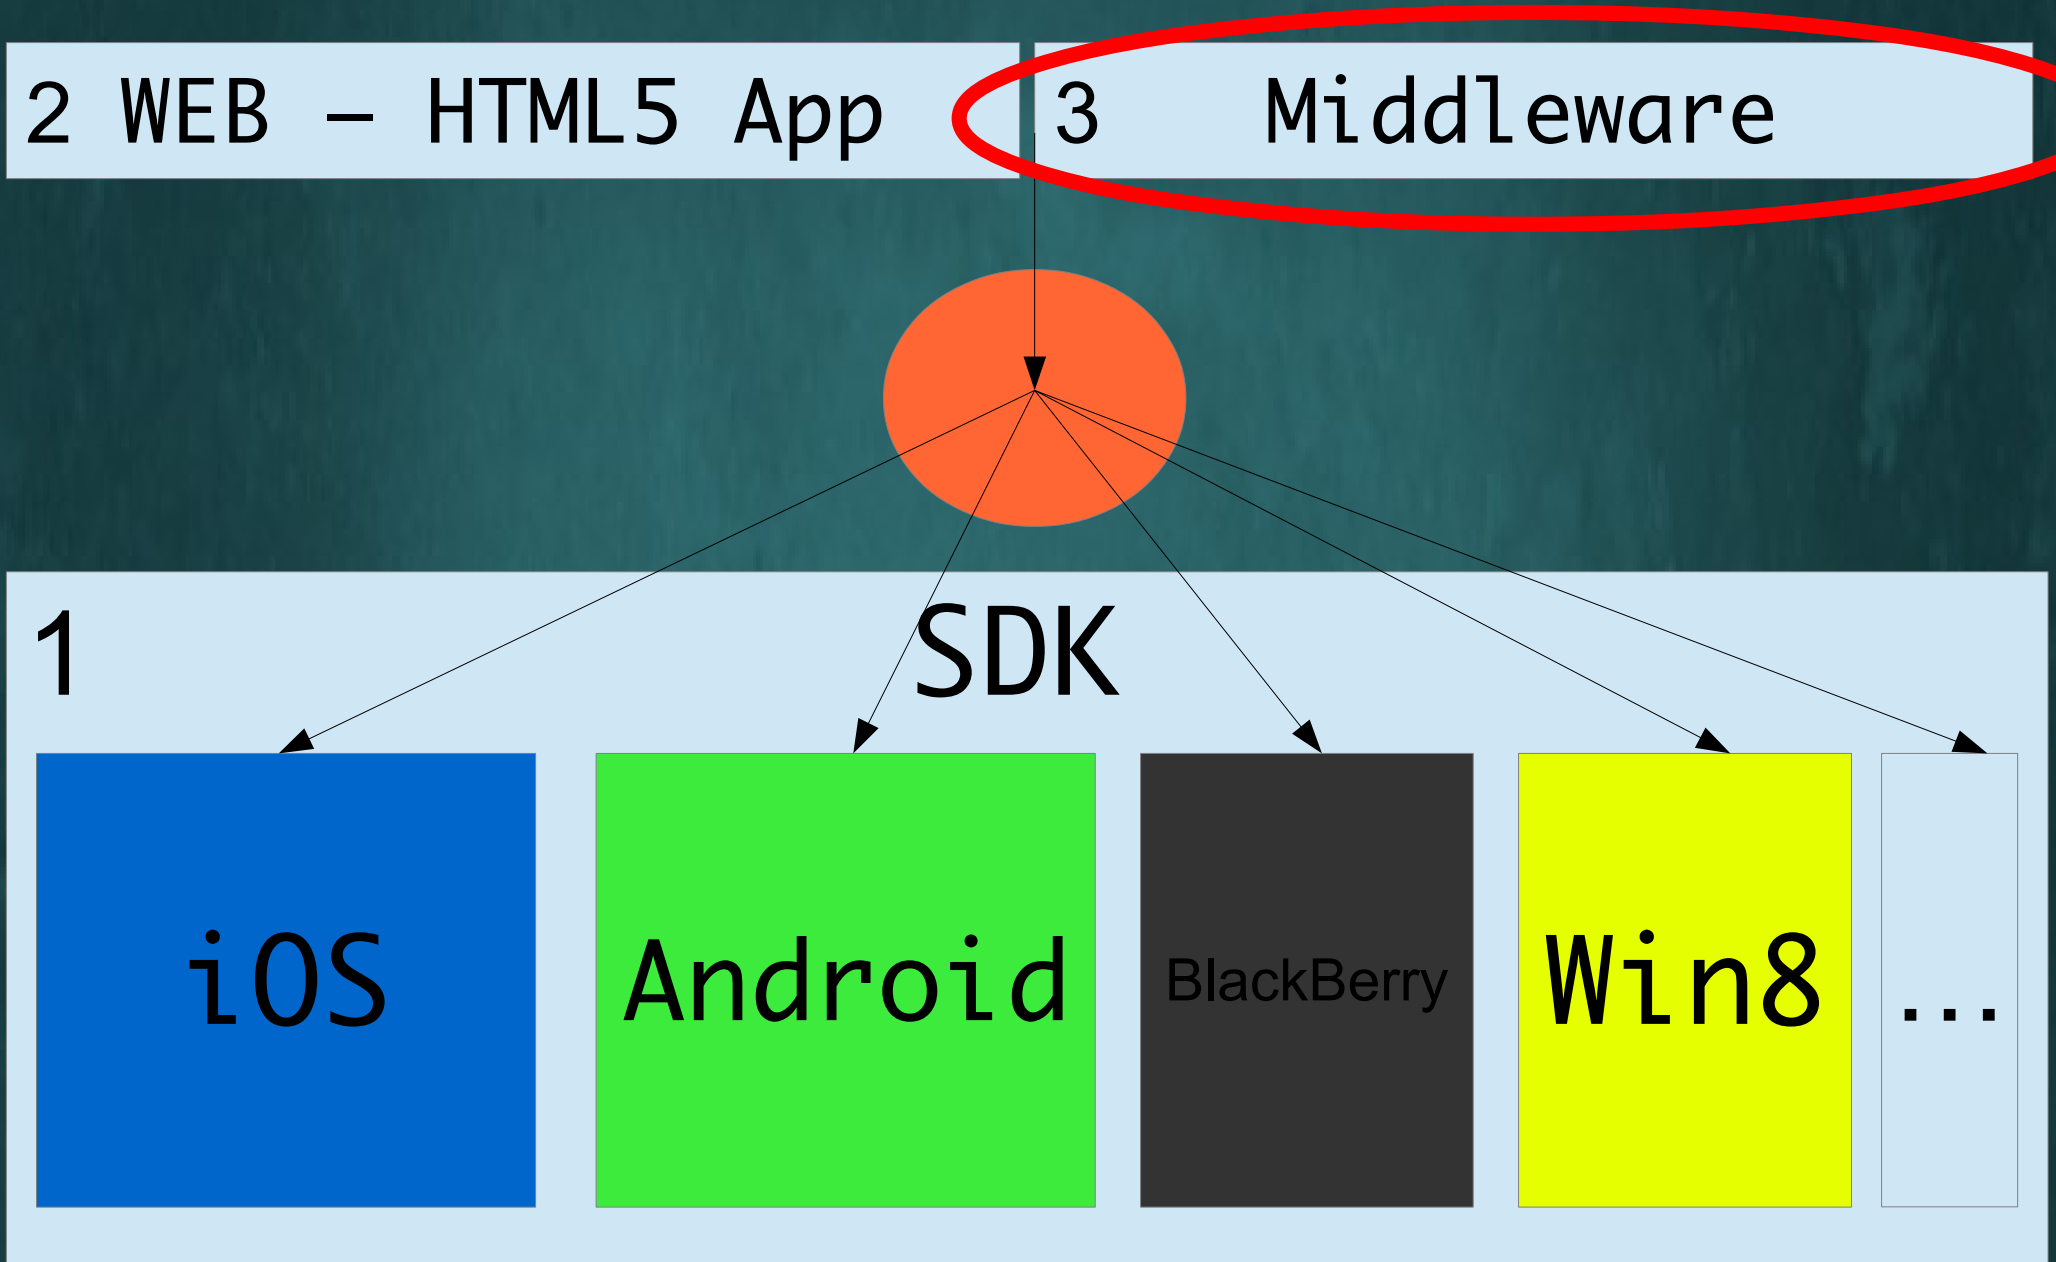 2 WEB – HTML5 App
3 Middleware
1 SDK
iOS
Android
BlackBerry
Win8
...